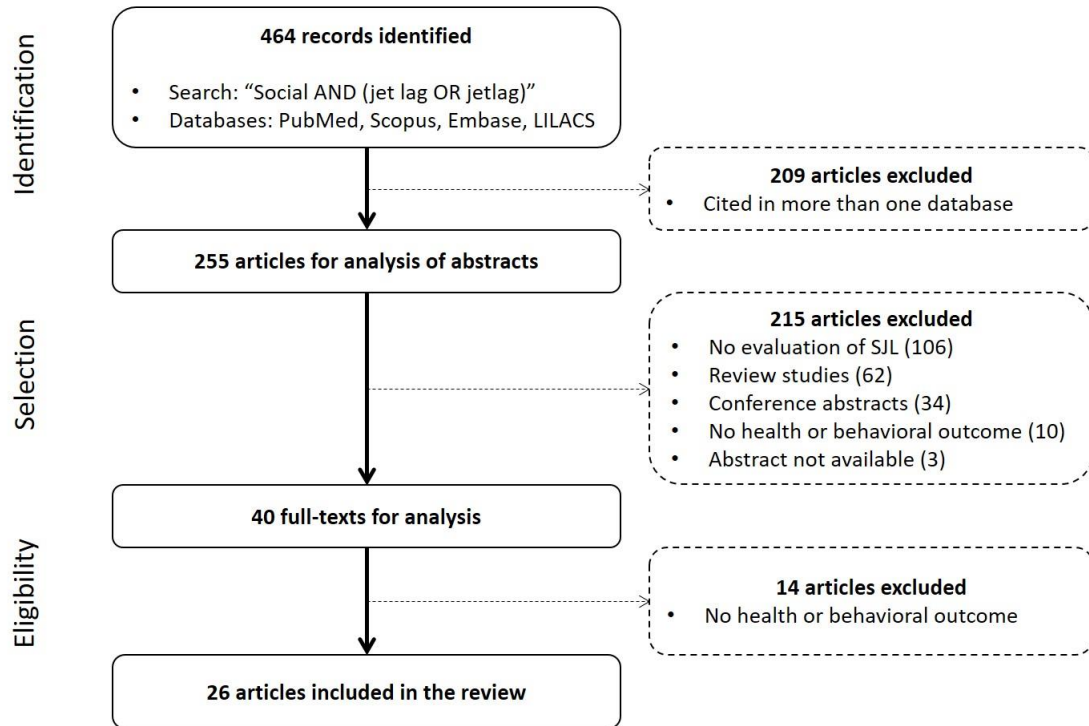 Identification
464 records identified
• Search: “Social AND (jet lag OR jetlag)”
• Databases: PubMed, Scopus, Embase, LILACS
209 articles excluded
• Cited in more than one database
255 articles for analysis of abstracts
Selection
215 articles excluded
• No evaluation of SJL (106)
• Review studies (62)
• Conference abstracts (34)
• No health or behavioral outcome (10)
• Abstract not available (3)
40 full-texts for analysis
Eligibility
14 articles excluded
• No health or behavioral outcome
26 articles included in the review